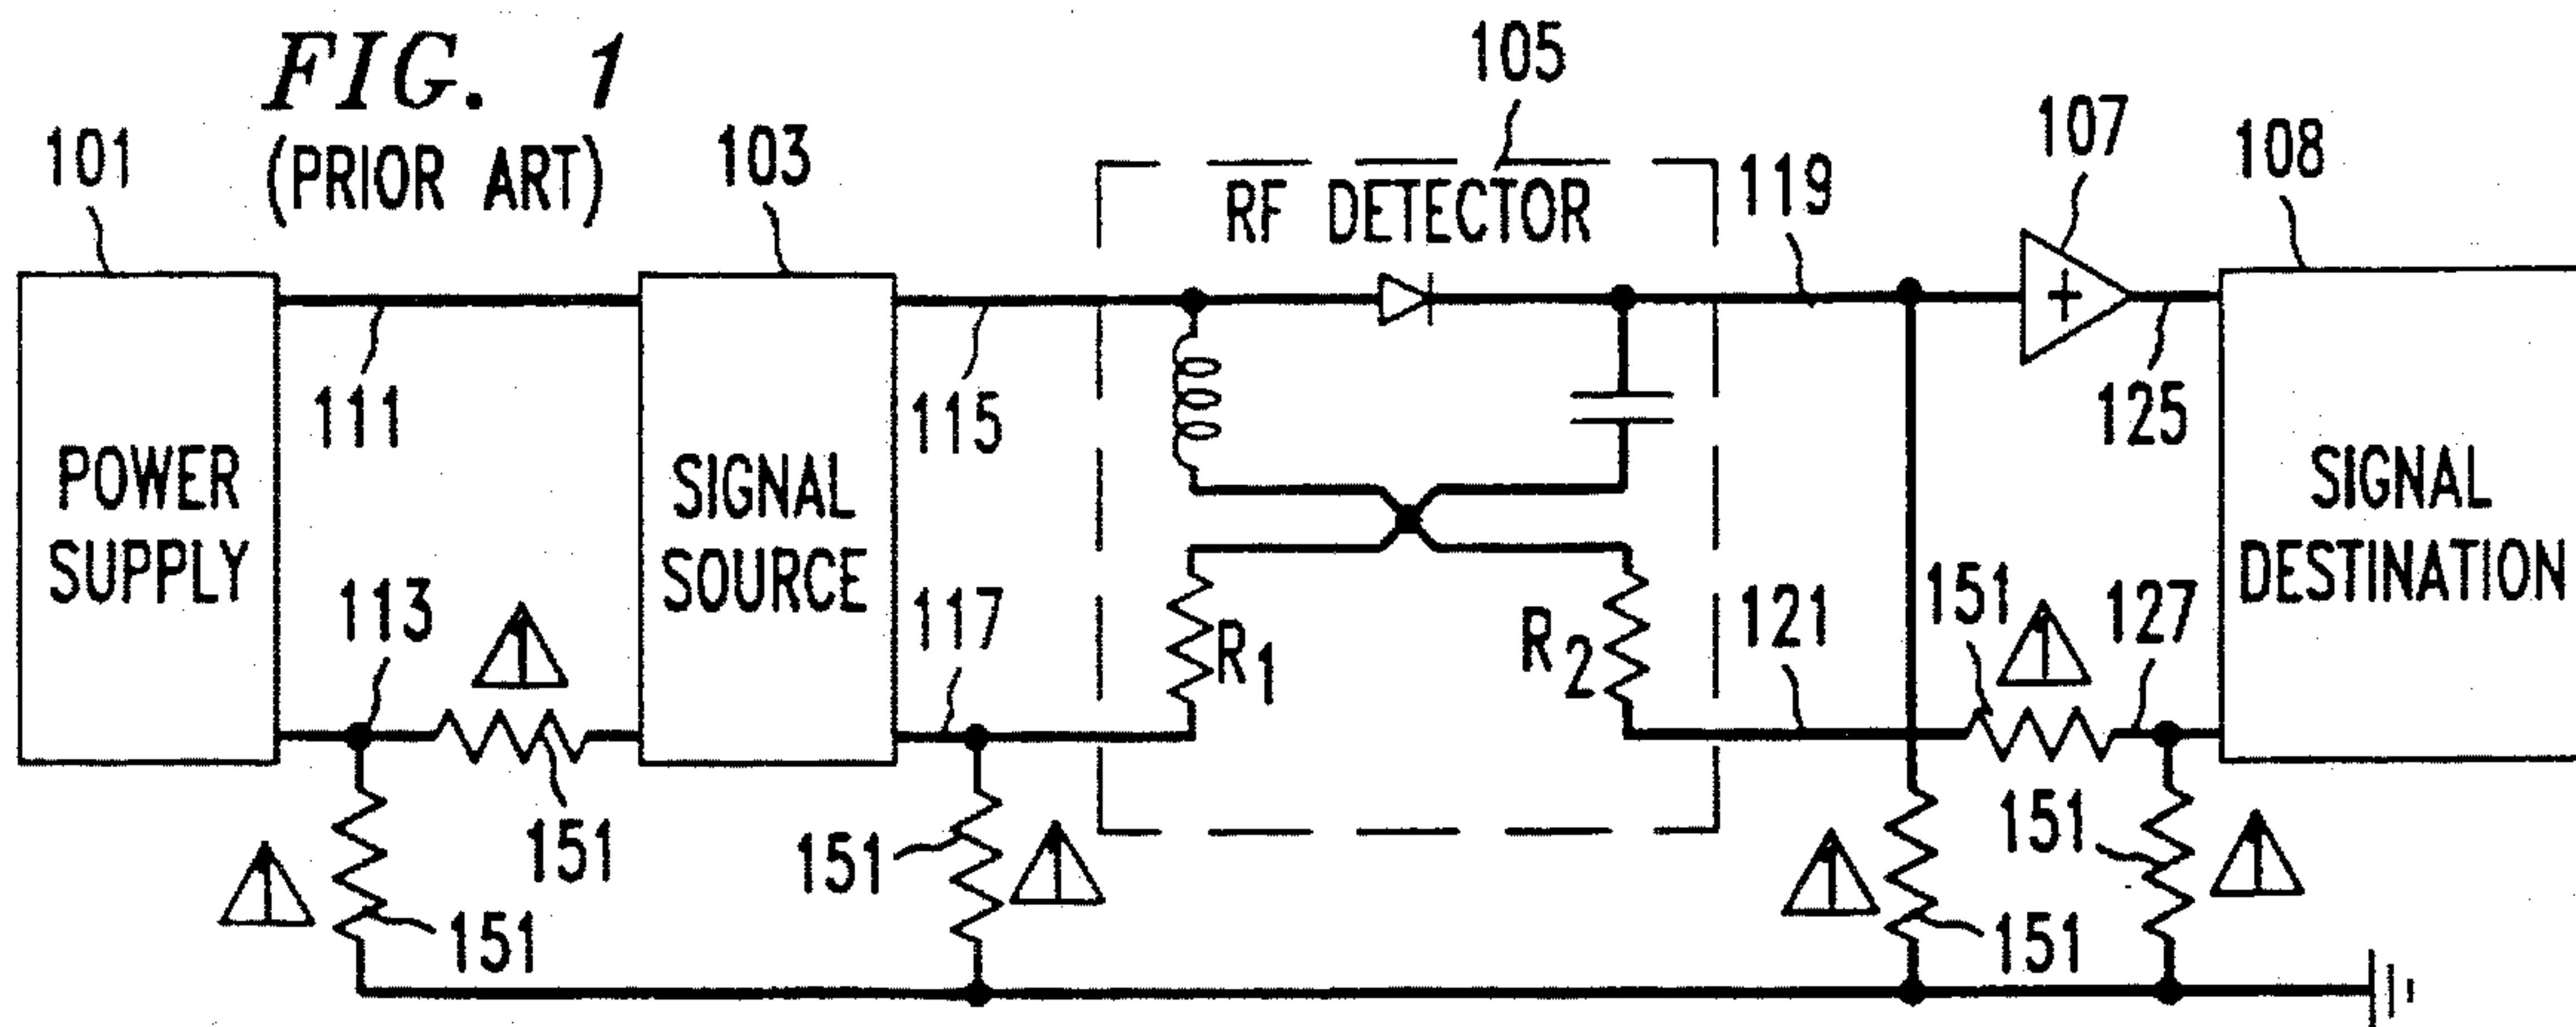 FIG. 1
(PRIOR ART)
101
103
105
107
108
RF DETECTOR
119
111
115
125
POWER
SUPPLY
SIGNAL
SOURCE
SIGNAL
DESTINATION
113
117
R1
R2
121
151
127
151
151
151
151
151
+